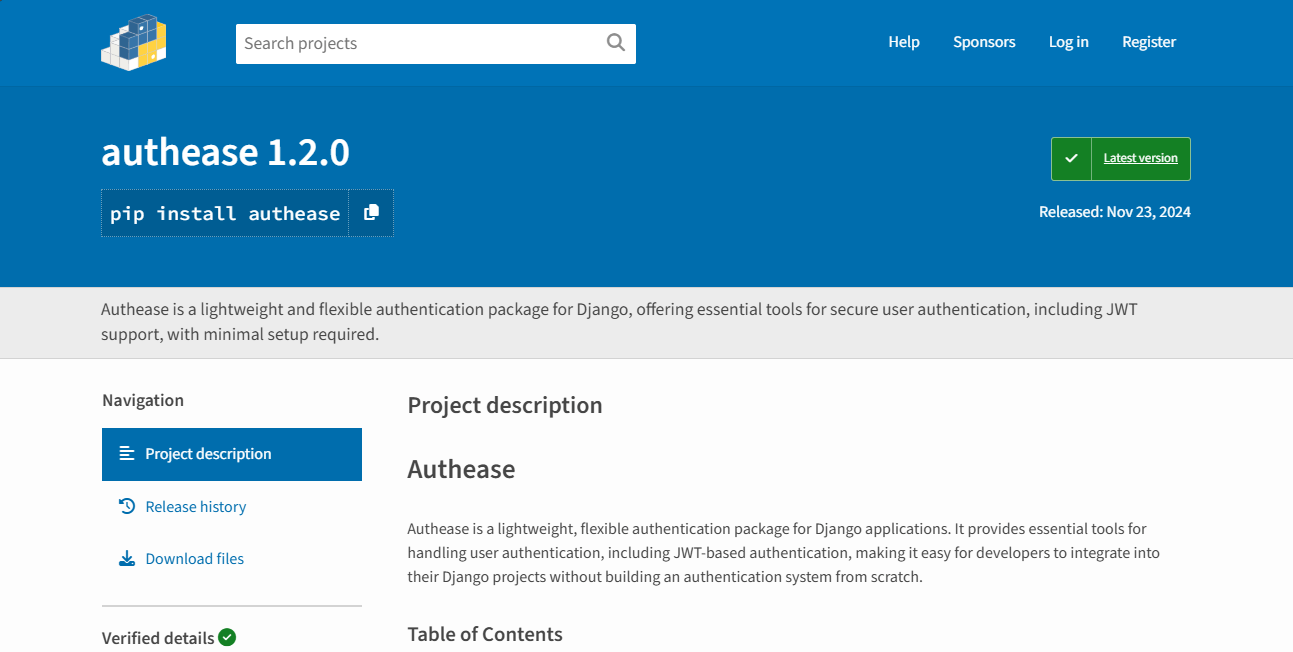 Search projects
Help
Sponsors
Log in
Register
authease 1.2.0
pip install authease
Latest version
Released: Nov 23, 2024
Authease is a lightweight and flexible authentication package for Django, offering essential tools for secure user authentication, including JWT
support, with minimal setup required.
Navigation
Project description
Release history
Download files
Verified details
Project description
Authease
Authease is a lightweight, flexible authentication package for Django applications. It provides essential tools for
handling user authentication, including JWT-based authentication, making it easy for developers to integrate into
their Django projects without building an authentication system from scratch.
Table of Contents